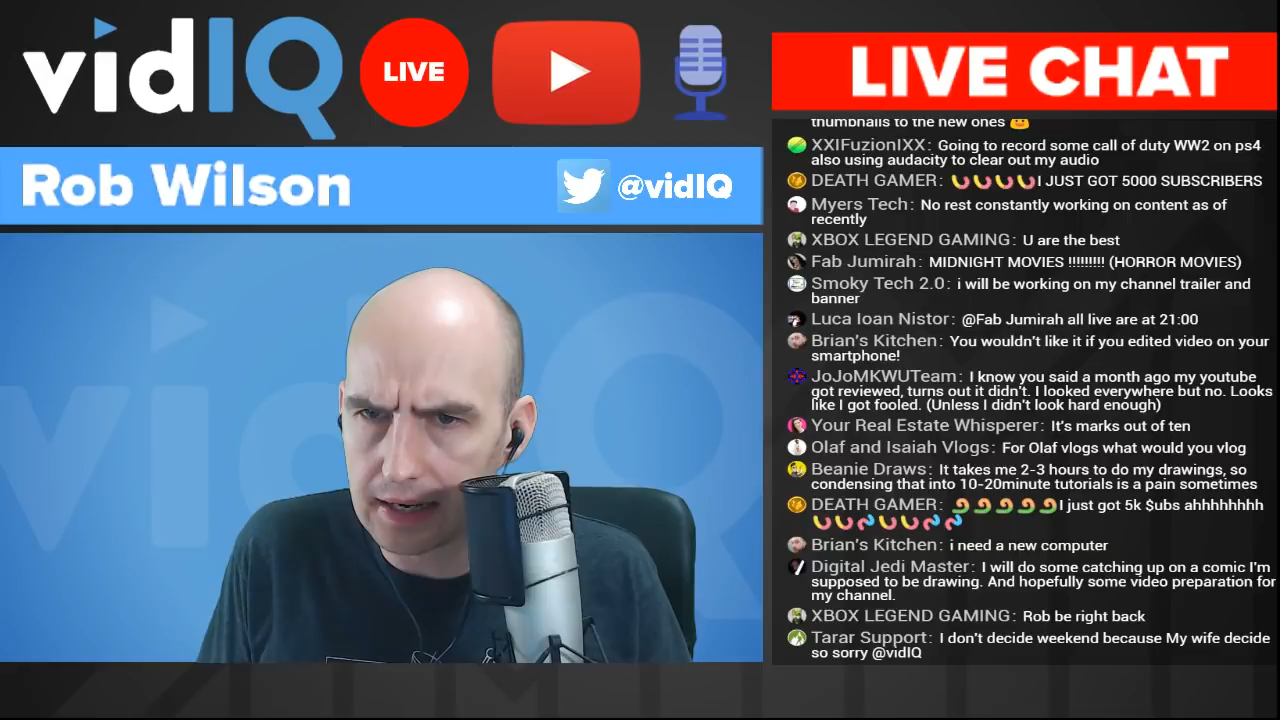 vidIQ
LIVE
LIVE CHAT
Rob Wilson
@vidIQ
thumbnails to the new ones
XXIFuzionIXX: Going to record some call of duty WW2 on ps4
also using audacity to clear out my audio
DEATH GAMER: I JUST GOT 5000 SUBSCRIBERS
Myers Tech: No rest constantly working on content as of
recently
XBOX LEGEND GAMING: U are the best
Fab Jumirah: MIDNIGHT MOVIES !!!!!!!!! (HORROR MOVIES)
Smoky Tech 2.0: i will be working on my channel trailer and
banner
Luca Ioan Nistor: @Fab Jumirah all live are at 21:00
Brian's Kitchen: You wouldn't like it if you edited video on your
smartphone!
JoJoMKWUTeam: I know you said a month ago my youtube
got reviewed, turns out it didn't. I looked everywhere but no. Looks
like I got fooled. (Unless I didn't look hard enough)
Your Real Estate Whisperer: It's marks out of ten
Olaf and Isaiah Vlogs: For Olaf vlogs what would you vlog
Beanie Draws: It takes me 2-3 hours to do my drawings, so
condensing that into 10-20minute tutorials is a pain sometimes
DEATH GAMER: I just got 5k $ubs ahhhhhhhh
Brian's Kitchen: i need a new computer
Digital Jedi Master: I will do some catching up on a comic I'm
supposed to be drawing. And hopefully some video preparation for
my channel.
XBOX LEGEND GAMING: Rob be right back
Tarar Support: I don't decide weekend because My wife decide
so sorry @vidIQ